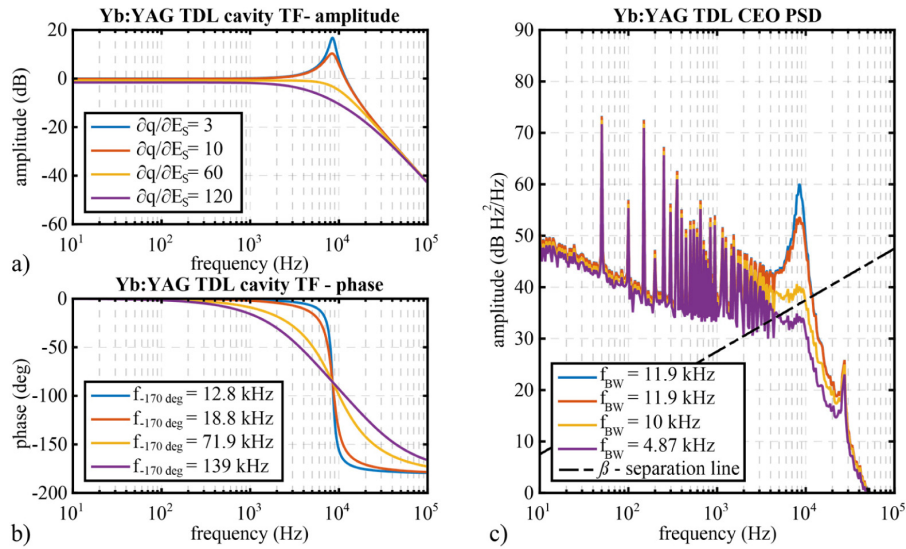 Yb:YAG TDL cavity TF- amplitude
20
0
-20
-40
-60
amplitude (dB)
∂q/∂E_S= 3
∂q/∂E_S= 10
∂q/∂E_S= 60
∂q/∂E_S= 120
10^1 10^2 10^3 10^4 10^5
frequency (Hz)
a)
Yb:YAG TDL cavity TF - phase
0
-50
-100
-150
-200
phase (deg)
f_-170 deg = 12.8 kHz
f_-170 deg = 18.8 kHz
f_-170 deg = 71.9 kHz
f_-170 deg = 139 kHz
10^1 10^2 10^3 10^4 10^5
frequency (Hz)
b)
Yb:YAG TDL CEO PSD
90
80
70
60
50
40
30
20
10
0
amplitude (dB Hz^2/Hz)
f_BW = 11.9 kHz
f_BW = 11.9 kHz
f_BW = 10 kHz
f_BW = 4.87 kHz
β - separation line
10^1 10^2 10^3 10^4 10^5
frequency (Hz)
c)